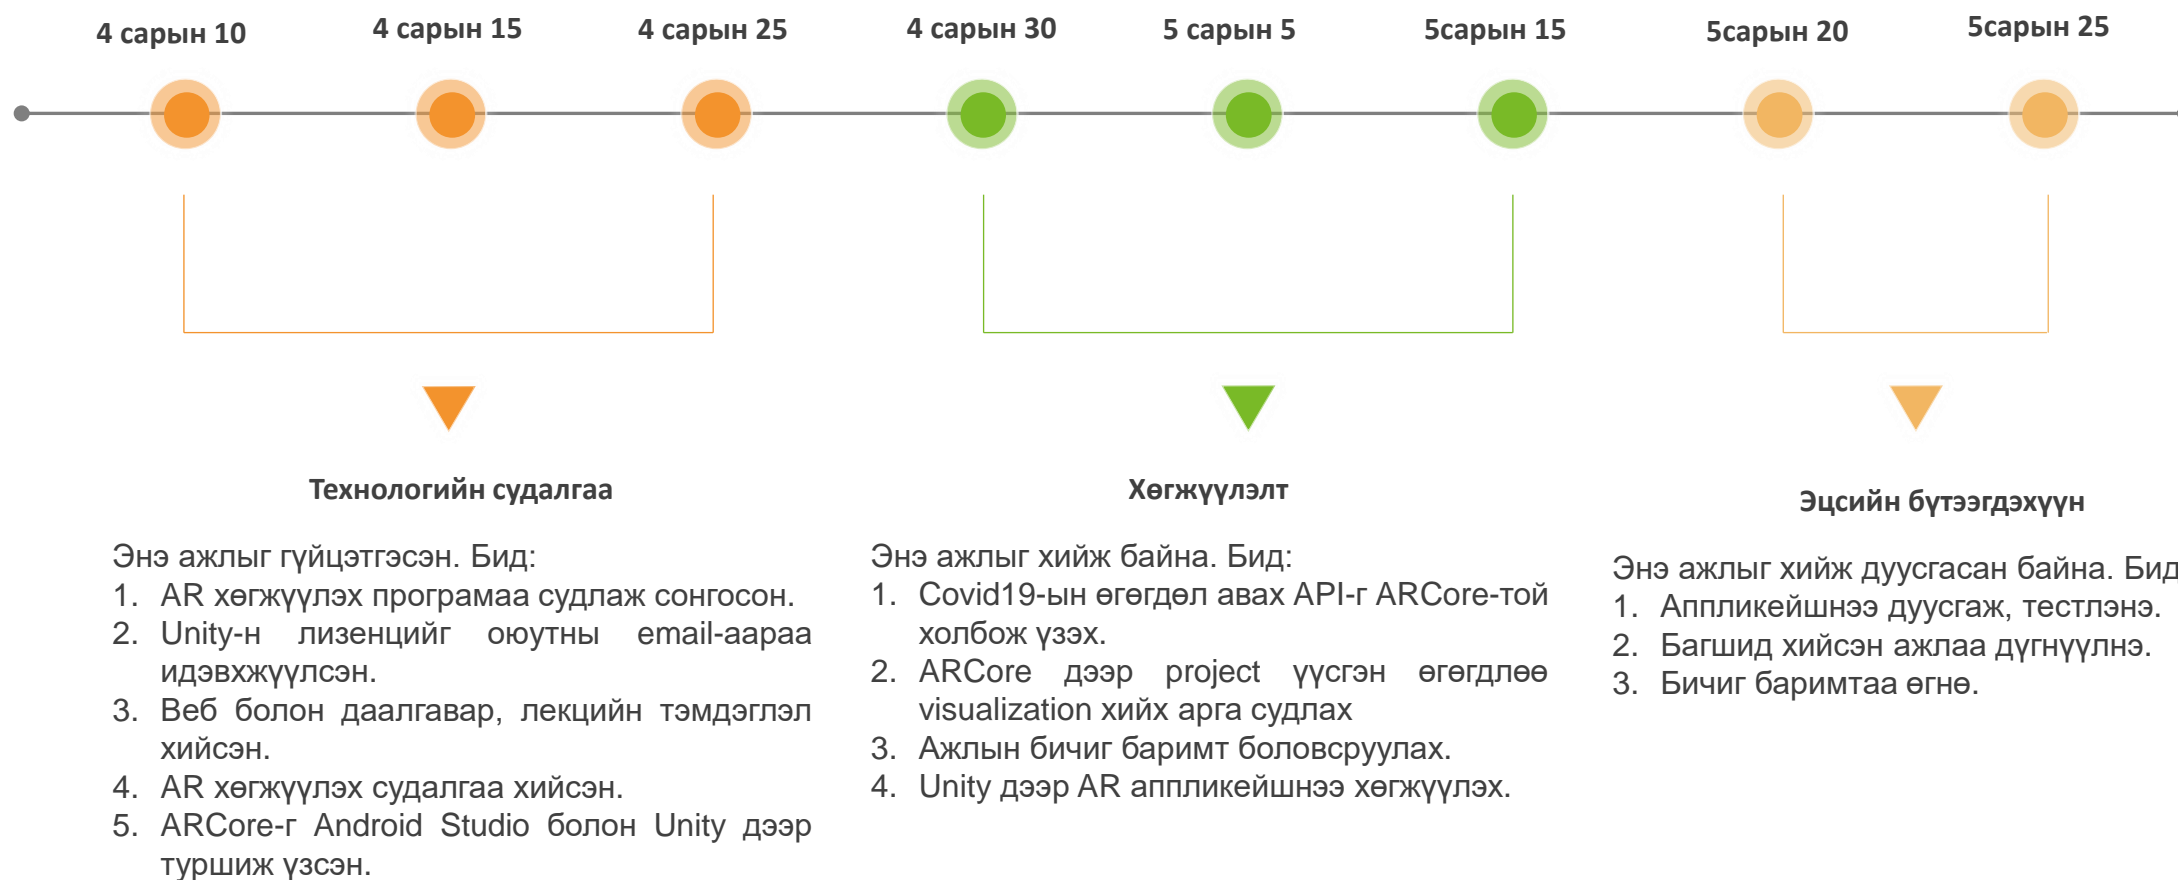 4 сарын 10
4 сарын 15
4 сарын 25
4 сарын 30
5 сарын 5
5сарын 15
5сарын 20
5сарын 25
Технологийн судалгаа
Энэ ажлыг гүйцэтгэсэн. Бид:
1. AR хөгжүүлэх програмаа судлаж сонгосон.
2. Unity-н лизенцийг оюутны email-аараа
идэвхжүүлсэн.
3. Веб болон даалгавар, лекцийн тэмдэглэл
хийсэн.
4. AR хөгжүүлэх судалгаа хийсэн.
5. ARCore-г Android Studio болон Unity дээр
туршиж үзсэн.
Хөгжүүлэлт
Энэ ажлыг хийж байна. Бид:
1. Covid19-ын өгөгдөл авах API-г ARCore-той
холбож үзэх.
2. ARCore дээр project үүсгэн өгөгдлөө
visualization хийх арга судлах
3. Ажлын бичиг баримт боловсруулах.
4. Unity дээр AR аппликейшнээ хөгжүүлэх.
Эцсийн бүтээгдэхүүн
Энэ ажлыг хийж дуусгасан байна. Бид
1. Аппликейшнээ дуусгаж, тестлэнэ.
2. Багшид хийсэн ажлаа дүгнүүлнэ.
3. Бичиг баримтаа өгнө.